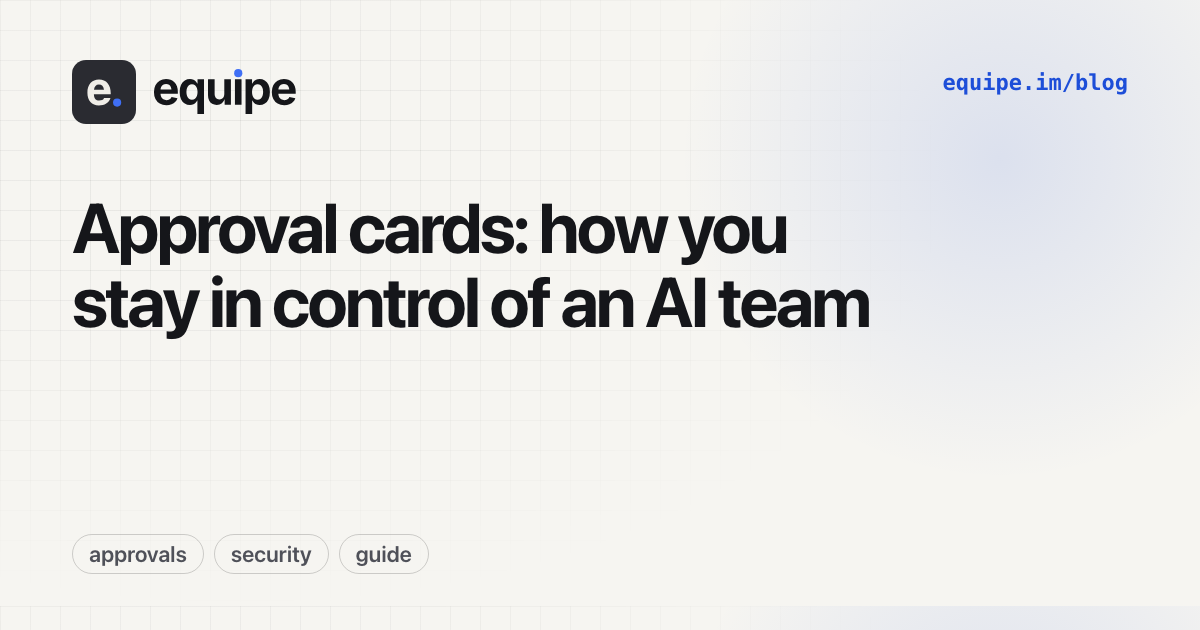 e.
equipe
equipe.im/blog
Approval cards: how you
stay in control of an AI team
approvals
security
guide